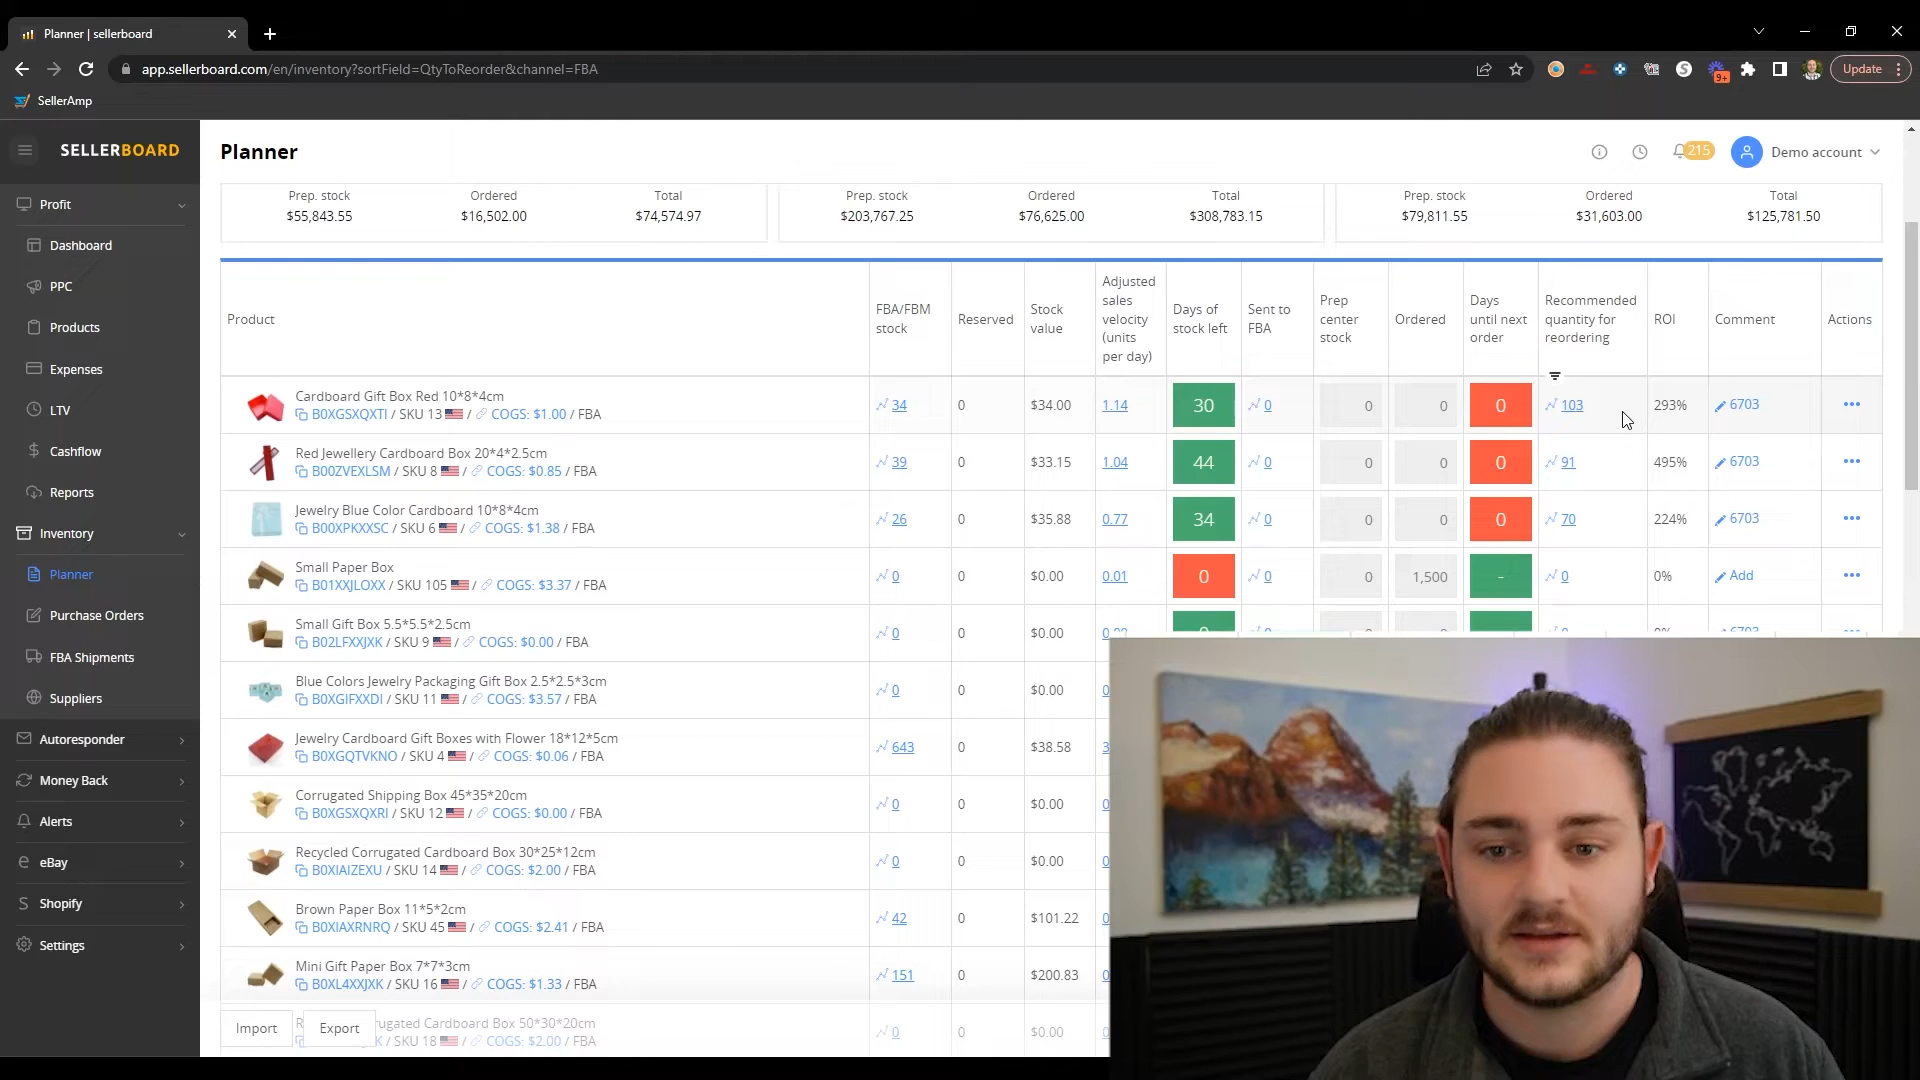 Planner | sellerboard
app.sellerboard.com/en/inventory?sortField=QtyToReorder&channel=FBA
9+
Update
SellerAmp
SELLERBOARD
Planner
215
Demo account
Profit
Dashboard
PPC
Products
Expenses
LTV
Cashflow
Reports
Inventory
Planner
Purchase Orders
FBA Shipments
Suppliers
Autoresponder
Money Back
Alerts
eBay
Shopify
Settings
Prep. stock Ordered Total
$55,843.55 $16,502.00 $74,574.97
Prep. stock Ordered Total
$203,767.25 $76,625.00 $308,783.15
Prep. stock Ordered Total
$79,811.55 $31,603.00 $125,781.50
Product
FBA/FBM
stock
Reserved
Stock
value
Adjusted
sales
velocity
(units
per day)
Days of
stock left
Sent to
FBA
Prep
center
stock
Ordered
Days
until next
order
Recommended
quantity for
reordering
ROI
Comment
Actions
Cardboard Gift Box Red 10*8*4cm
B0XGSXQXTI / SKU 13 / COGS: $1.00 / FBA
34 0 $34.00 1.14 30 0 0 0 0 103 293% 6703
Red Jewellery Cardboard Box 20*4*2.5cm
B00ZVEXLSM / SKU 8 / COGS: $0.85 / FBA
39 0 $33.15 1.04 44 0 0 0 0 91 495% 6703
Jewelry Blue Color Cardboard 10*8*4cm
B00XPKXXSC / SKU 6 / COGS: $1.38 / FBA
26 0 $35.88 0.77 34 0 0 0 0 70 224% 6703
Small Paper Box
B01XXJLOXX / SKU 105 / COGS: $3.37 / FBA
0 0 $0.00 0.01 0 0 0 1,500 - 0 0% Add
Small Gift Box 5.5*5.5*2.5cm
B02LFXXJXK / SKU 9 / COGS: $0.00 / FBA
0 0 $0.00
Blue Colors Jewelry Packaging Gift Box 2.5*2.5*3cm
B0XGIFXXDI / SKU 11 / COGS: $3.57 / FBA
0 0 $0.00 0
Jewelry Cardboard Gift Boxes with Flower 18*12*5cm
B0XGQTVKNO / SKU 4 / COGS: $0.06 / FBA
643 0 $38.58 3
Corrugated Shipping Box 45*35*20cm
B0XGSXQXRI / SKU 12 / COGS: $0.00 / FBA
0 0 $0.00 0
Recycled Corrugated Cardboard Box 30*25*12cm
B0XIAIZEXU / SKU 14 / COGS: $2.00 / FBA
0 0 $0.00 0
Brown Paper Box 11*5*2cm
B0XIAXRNRQ / SKU 45 / COGS: $2.41 / FBA
42 0 $101.22 0
Mini Gift Paper Box 7*7*3cm
B0XL4XXJXK / SKU 16 / COGS: $1.33 / FBA
151 0 $200.83 0
Import Export
Cardboard Box 50*30*20cm
/ SKU 18 / COGS: $2.00 / FBA
0 0 $0.00 0